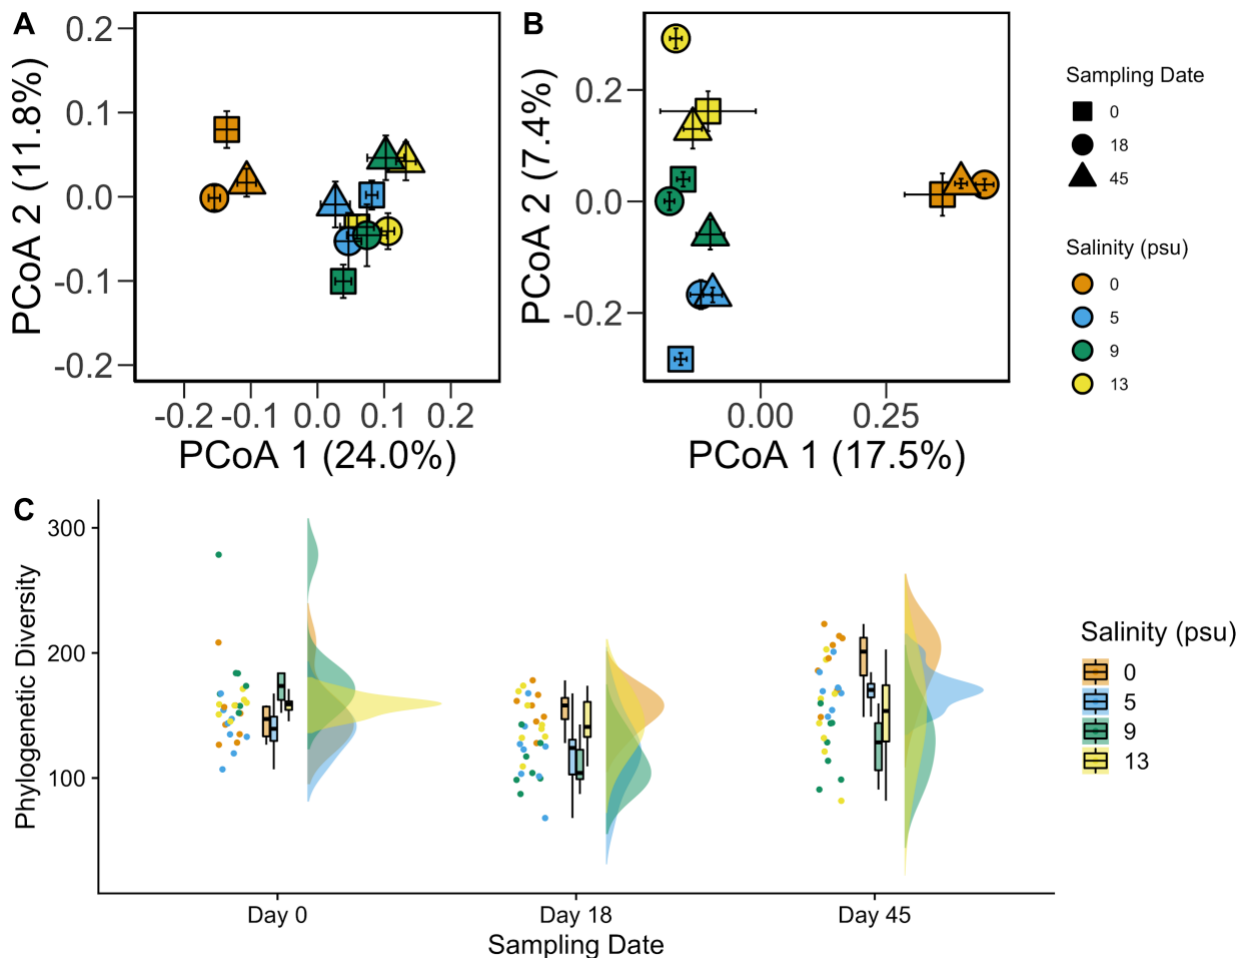 A
0.2
0.1
0.0
-0.1
-0.2
PCoA 2 (11.8%)
-0.2 -0.1 0.0 0.1 0.2
PCoA 1 (24.0%)
B
0.2
0.0
-0.2
PCoA 2 (7.4%)
0.00 0.25
PCoA 1 (17.5%)
Sampling Date
0
18
45
Salinity (psu)
0
5
9
13
C
300
200
100
Phylogenetic Diversity
Day 0 Day 18 Day 45
Sampling Date
Salinity (psu)
0
5
9
13